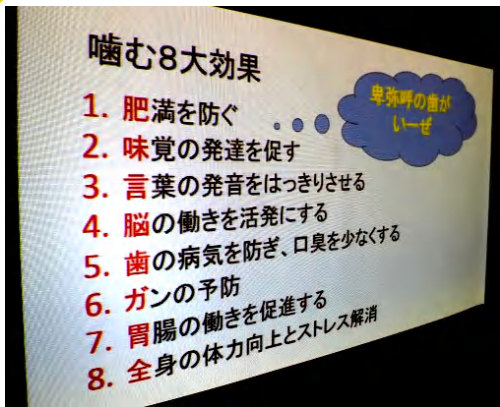 噛む8大効果
卑弥呼の歯が
いーぜ
1. 肥満を防ぐ
2. 味覚の発達を促す
3. 言葉の発音をはっきりさせる
4. 脳の働きを活発にする
5. 歯の病気を防ぎ、口臭を少なくする
6. ガンの予防
7. 胃腸の働きを促進する
8. 全身の体力向上とストレス解消